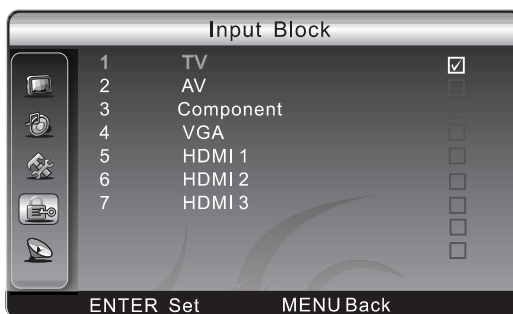 Input Block
1 TV
2 AV
3 Component
4 VGA
5 HDMI 1
6 HDMI 2
7 HDMI 3
ENTER Set MENU Back